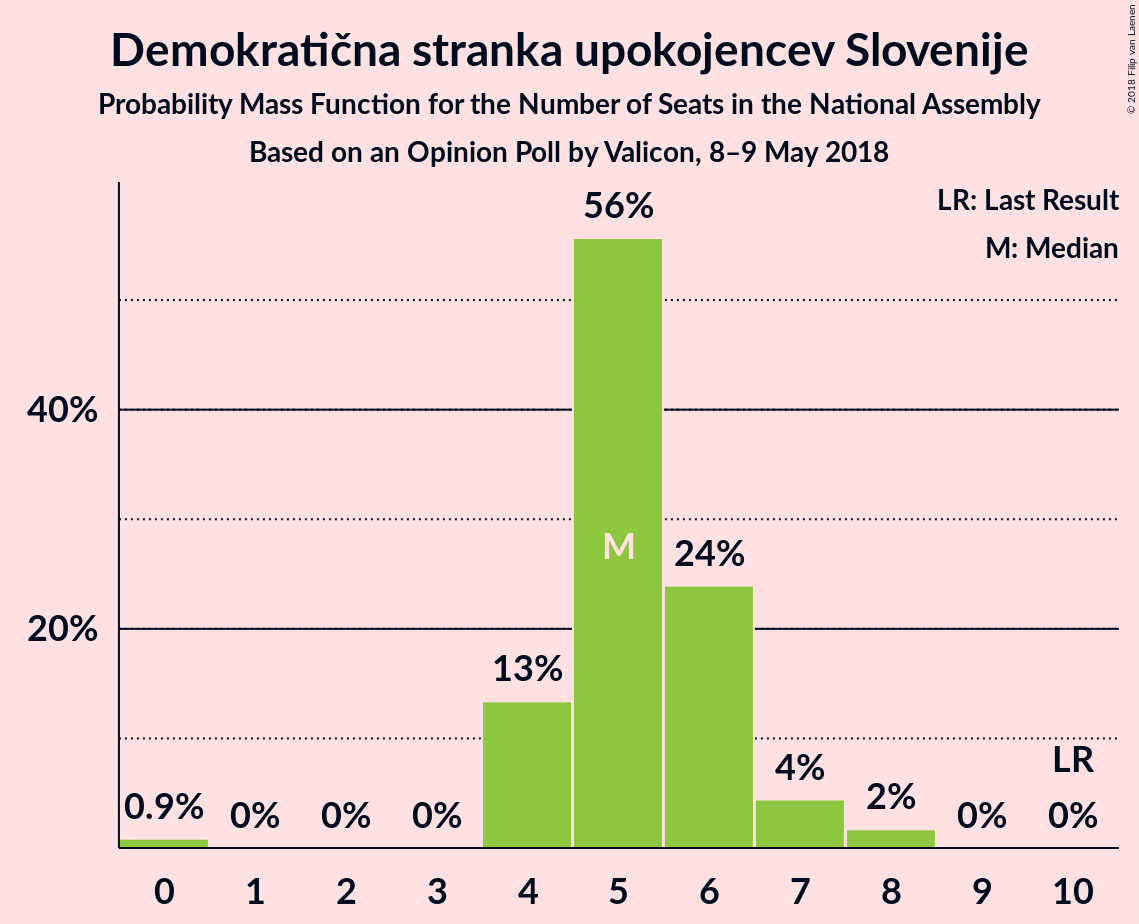 Demokratična stranka upokojencev Slovenije
Probability Mass Function for the Number of Seats in the National Assembly
Based on an Opinion Poll by Valicon, 8–9 May 2018
© 2018 Filip van Laenen
LR: Last Result
M: Median
56%
40%
M
24%
20%
13%
LR
4%
2%
0.9%
0%
0%
0%
0%
0%
0 1 2 3 4 5 6 7 8 9 10